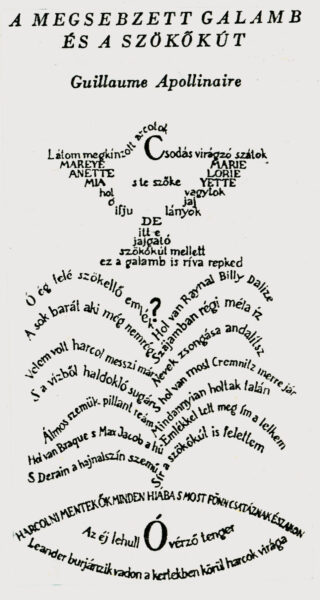 A MEGSEBZETT GALAMB
ÉS A SZÖKŐKÚT
Guillaume Apollinaire
Látom megkínzott arcotok
Csodás virágzó szátok
MAREYE MARIE
ANETTE LORIE
MIA s te szőke YETTE
hol vagytok
ó jaj
ifju lányok
DE
itt e
jajgató
szökőkút mellett
ez a galamb is ríva repked
Ó ég felé szökellő emlék
?
Hol van Raynal Billy Dalize
A sok barát aki még nemrég
Szájamban régi méla íz
Velem volt harcol messzi már
Nevek zsongása andalítsz
S a vízből haldokló sugár
S hol van most Cremnitz merre jár
Álmos szemük pillant reám
Mindannyian holtak talán
Hol van Braque s Max Jacob a hű
Emlékkel telt meg ím a lelkem
S Derain a hajnalszín szemű
Sír a szökőkút is felettem
HARCOLNI MENTEK ŐK MINDEN HIÁBA S MOST FÖNN CSATÁZNAK ÉSZAKON
Az éj lehull Ó vérző tenger
Leander burjánzik vadon a kertekben körül harcok virága